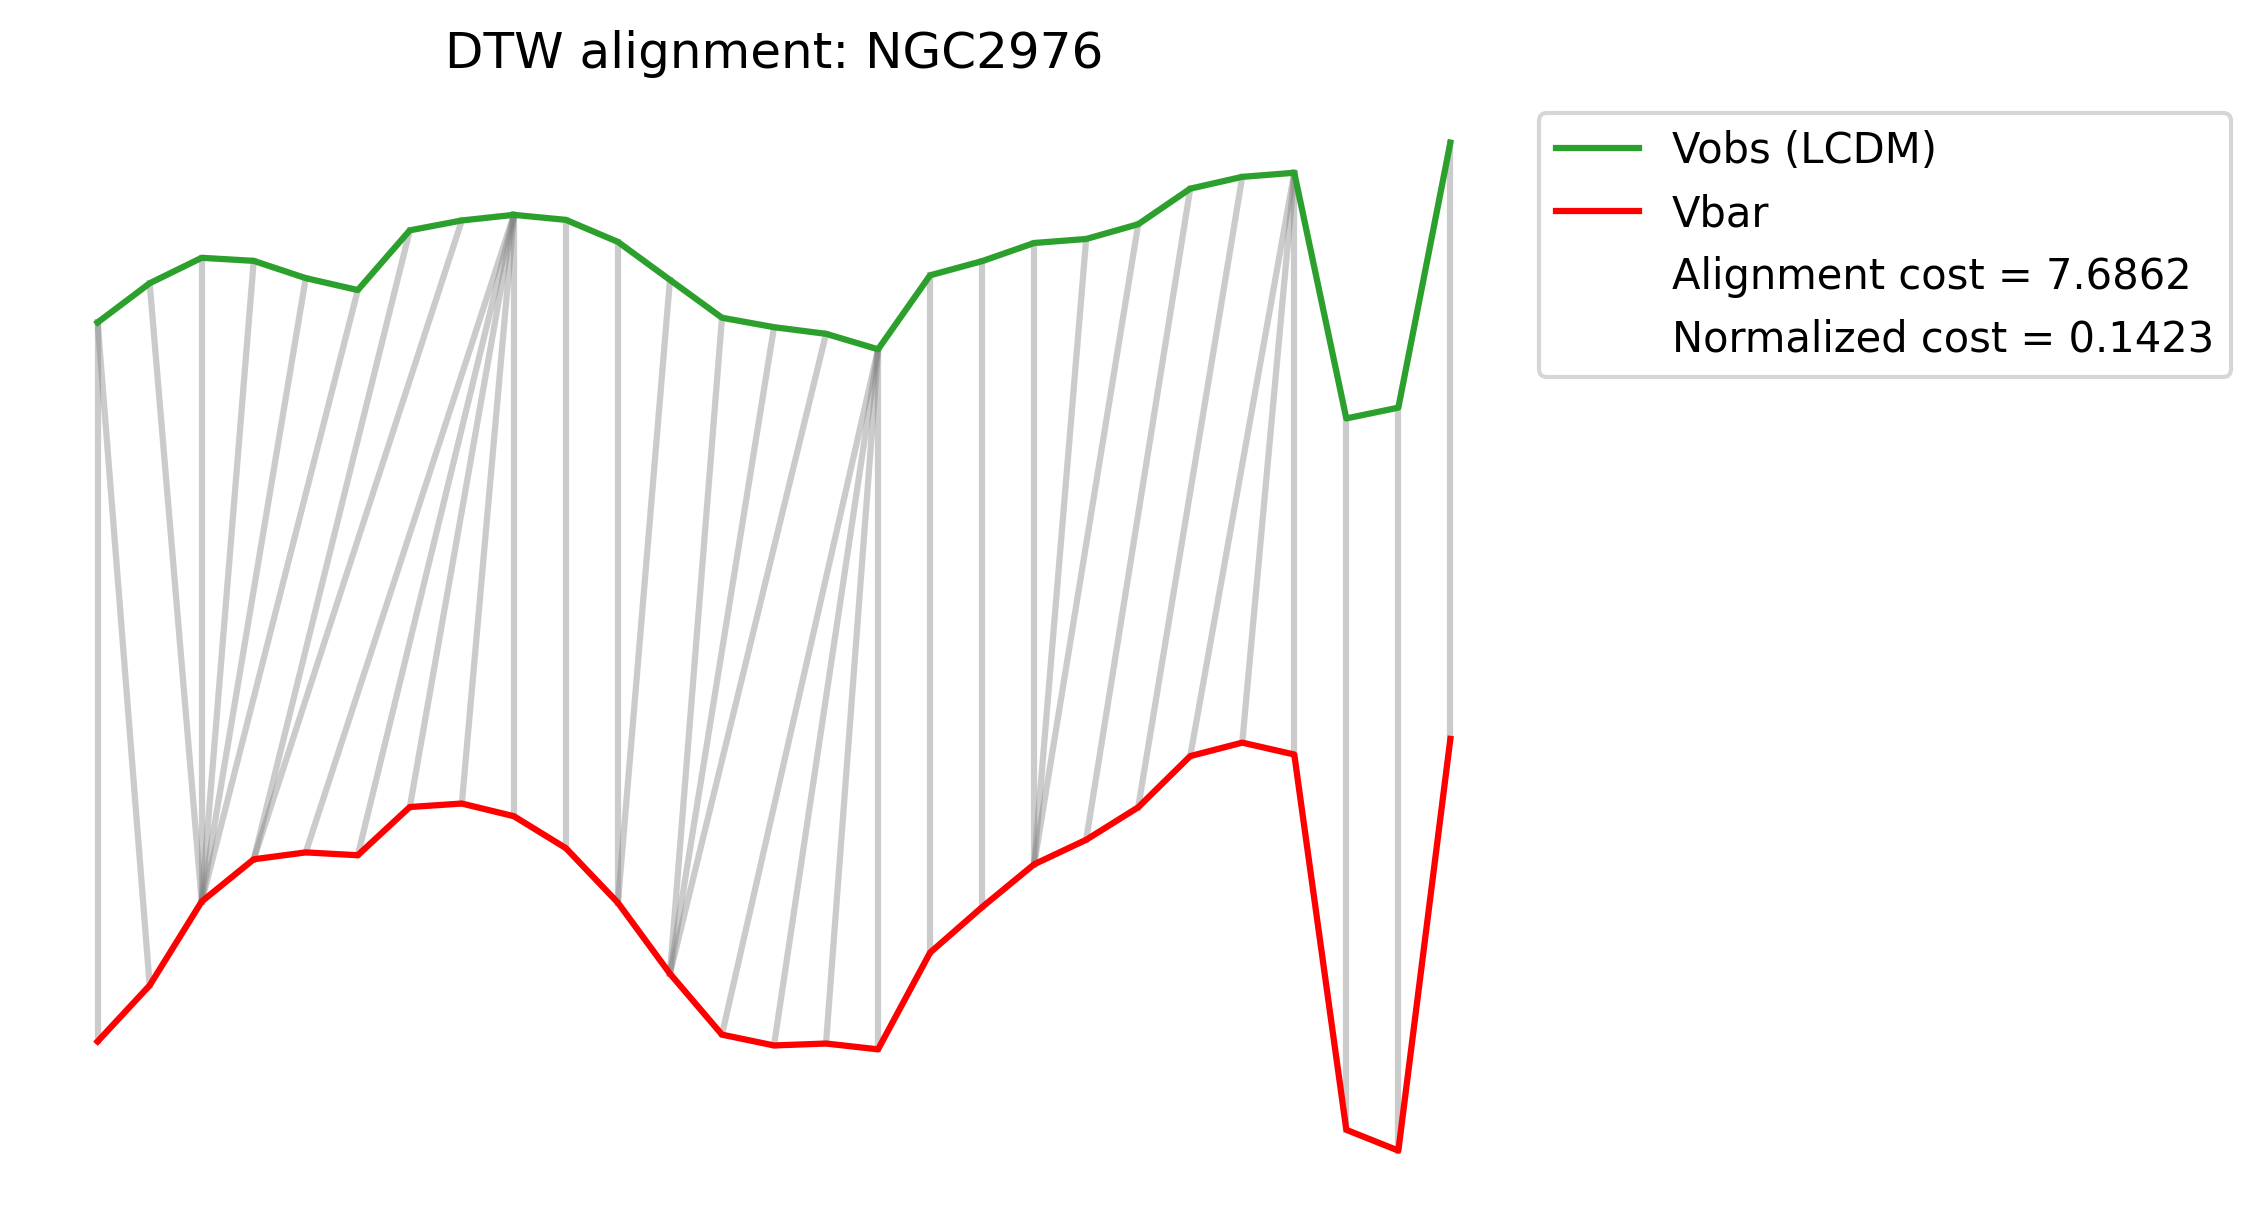 DTW alignment: NGC2976
Vobs (LCDM)
Vbar
Alignment cost = 7.6862
Normalized cost = 0.1423